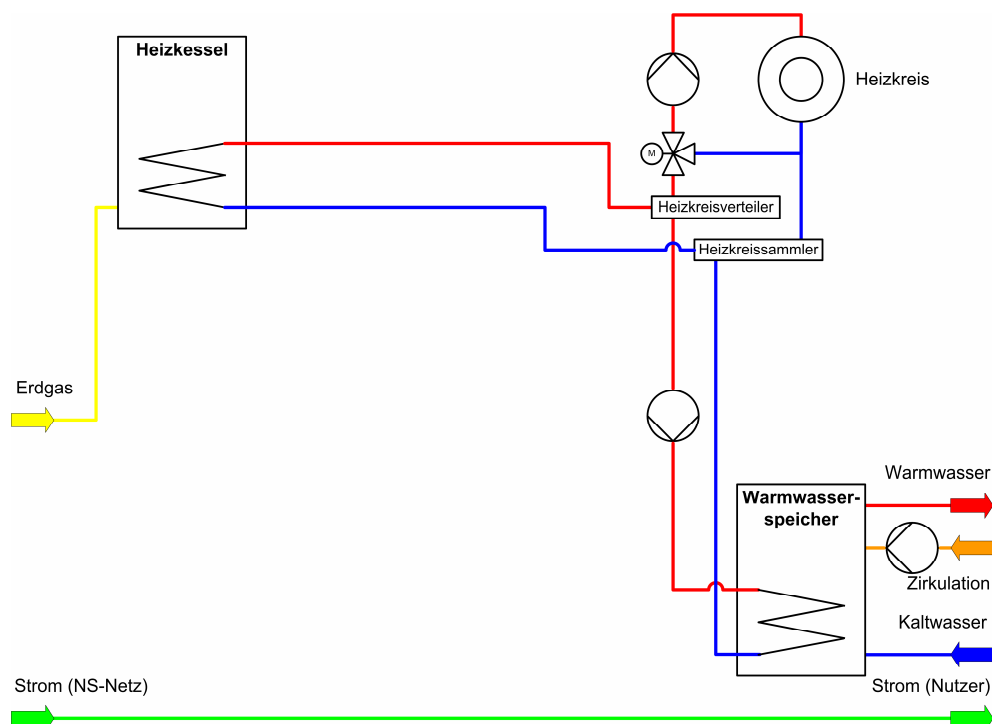 Heizkessel
Heizkreis
M
Heizkreisverteiler
Heizkreissammler
Erdgas
Warmwasser
Warmwasser-
speicher
Zirkulation
Kaltwasser
Strom (NS-Netz)
Strom (Nutzer)